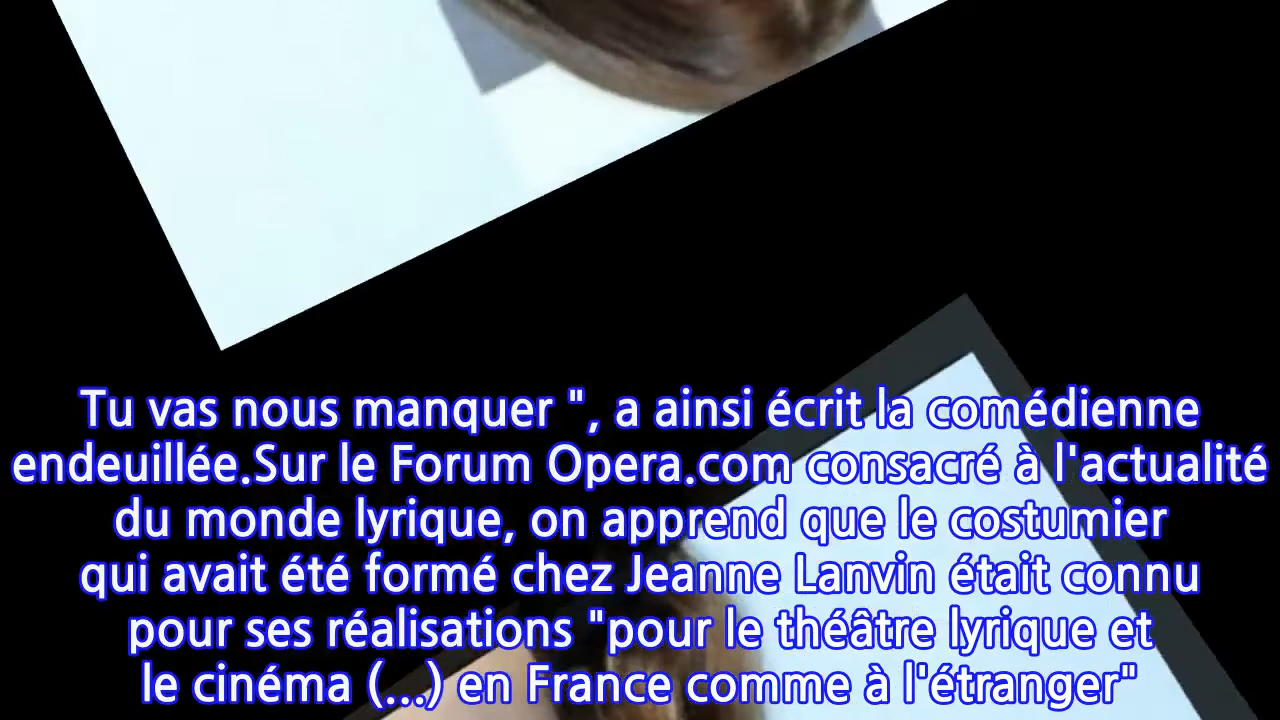 Tu vas nous manquer ", a ainsi écrit la comédienne
endeuillée.Sur le Forum Opera.com consacré à l'actualité
du monde lyrique, on apprend que le costumier
qui avait été formé chez Jeanne Lanvin était connu
pour ses réalisations "pour le théâtre lyrique et
le cinéma (...) en France comme à l'étranger"